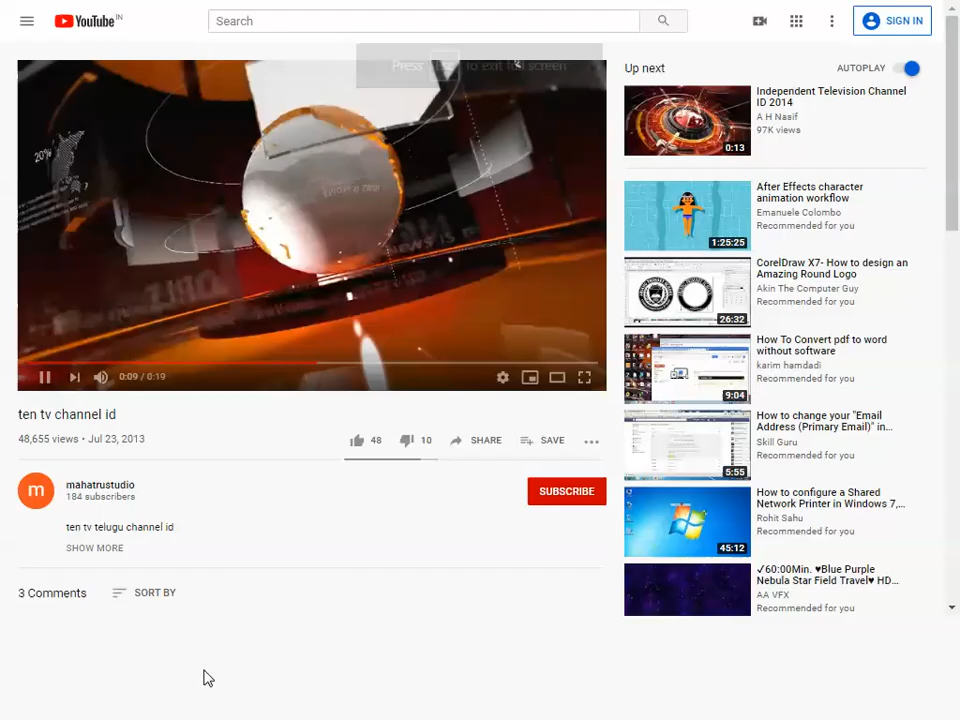 YouTube IN
Search
SIGN IN
Press
to exit full screen
20%
0:09 / 0:19
ten tv channel id
48,655 views • Jul 23, 2013
48
10
SHARE
SAVE
m
mahatrustudio
184 subscribers
SUBSCRIBE
ten tv telugu channel id
SHOW MORE
3 Comments
SORT BY
Up next
AUTOPLAY
Independent Television Channel
ID 2014
A H Nasif
97K views
0:13
After Effects character
animation workflow
Emanuele Colombo
Recommended for you
1:25:25
CorelDraw X7- How to design an
Amazing Round Logo
Akin The Computer Guy
Recommended for you
26:32
How To Convert pdf to word
without software
karim hamdadi
Recommended for you
9:04
How to change your "Email
Address (Primary Email)" in...
Skill Guru
Recommended for you
5:55
How to configure a Shared
Network Printer in Windows 7,...
Rohit Sahu
Recommended for you
45:12
✓60:00Min. ♥Blue Purple
Nebula Star Field Travel♥ HD...
AA VFX
Recommended for you